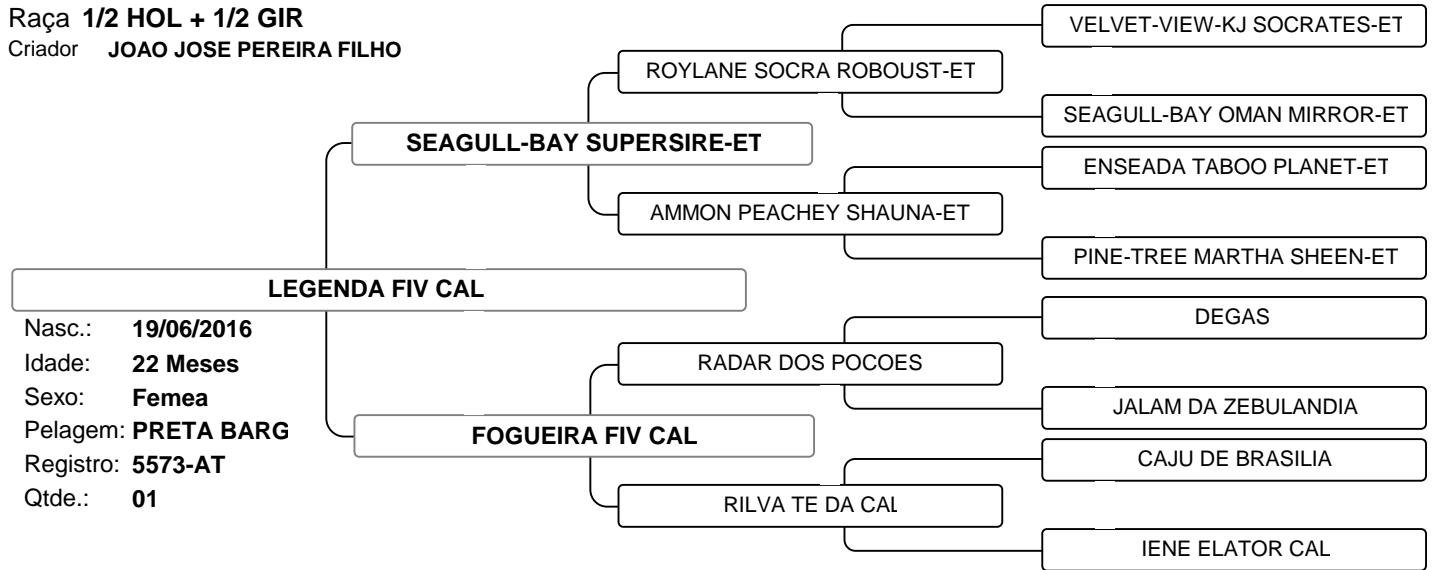 Raça 1/2 HOL + 1/2 GIR
Criador JOAO JOSE PEREIRA FILHO
VELVET-VIEW-KJ SOCRATES-ET
ROYLANE SOCRA ROBOUST-ET
SEAGULL-BAY OMAN MIRROR-ET
SEAGULL-BAY SUPERSIRE-ET
ENSEADA TABOO PLANET-ET
AMMON PEACHEY SHAUNA-ET
PINE-TREE MARTHA SHEEN-ET
LEGENDA FIV CAL
Nasc.: 19/06/2016
Idade: 22 Meses
Sexo: Femea
Pelagem: PRETA BARG
Registro: 5573-AT
Qtde.: 01
DEGAS
RADAR DOS POCOES
JALAM DA ZEBULANDIA
FOGUEIRA FIV CAL
CAJU DE BRASILIA
RILVA TE DA CAL
IENE ELATOR CAL